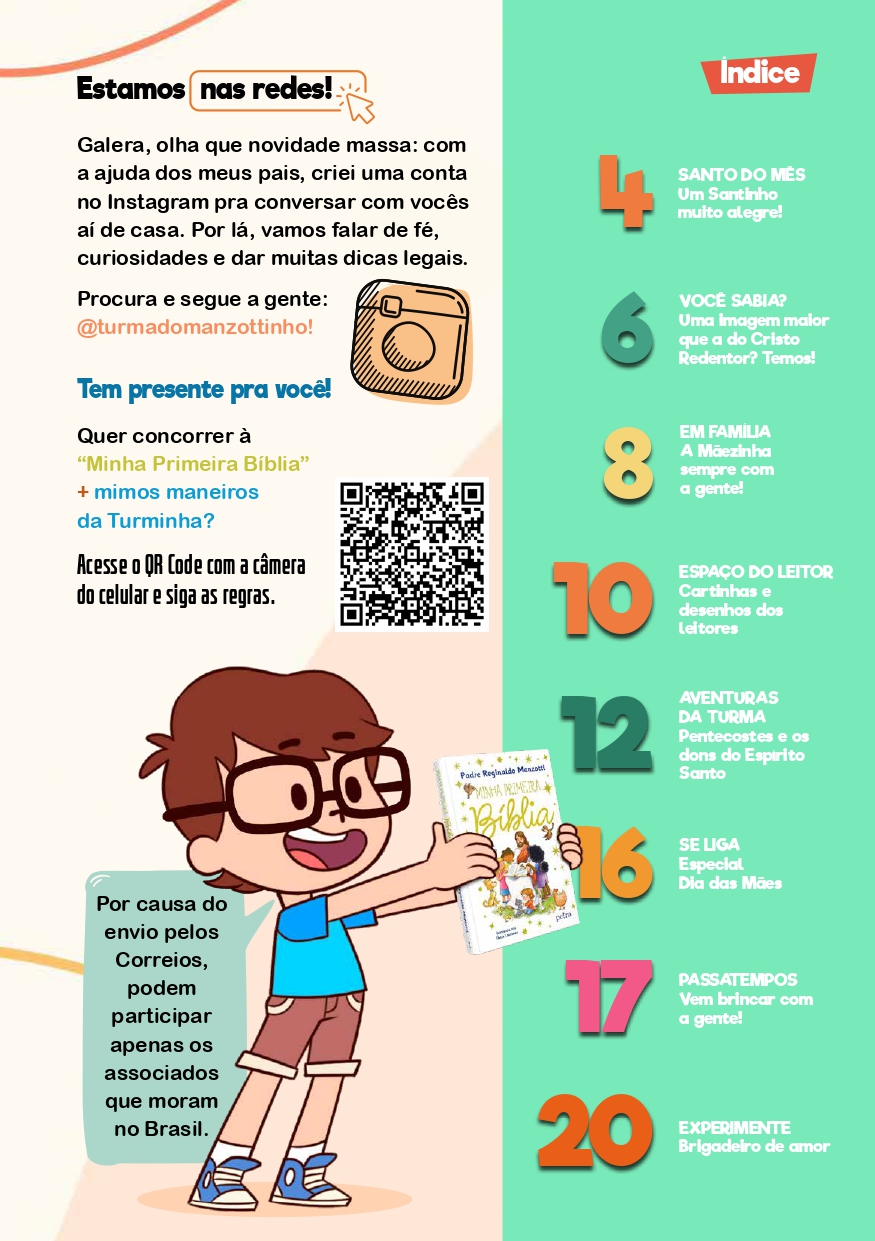 Estamos nas redes!
Galera, olha que novidade massa: com
a ajuda dos meus pais, criei uma conta
no Instagram pra conversar com vocês
aí de casa. Por lá, vamos falar de fé,
curiosidades e dar muitas dicas legais.
Procura e segue a gente:
@turmadomanzottinho!
Tem presente pra você!
Quer concorrer à
“Minha Primeira Bíblia”
+ mimos maneiros
da Turminha?
Acesse o QR Code com a câmera
do celular e siga as regras.
Padre Reginaldo Manzotti
MINHA PRIMEIRA
Bíblia
petra
Por causa do
envio pelos
Correios,
podem
participar
apenas os
associados
que moram
no Brasil.
Índice
4
SANTO DO MÊS
Um Santinho
muito alegre!
6
VOCÊ SABIA?
Uma imagem maior
que a do Cristo
Redentor? Temos!
8
EM FAMÍLIA
A Mãezinha
sempre com
a gente!
10
ESPAÇO DO LEITOR
Cartinhas e
desenhos dos
leitores
12
AVENTURAS
DA TURMA
Pentecostes e os
dons do Espírito
Santo
16
SE LIGA
Especial
Dia das Mães
17
PASSATEMPOS
Vem brincar com
a gente!
20
EXPERIMENTE
Brigadeiro de amor